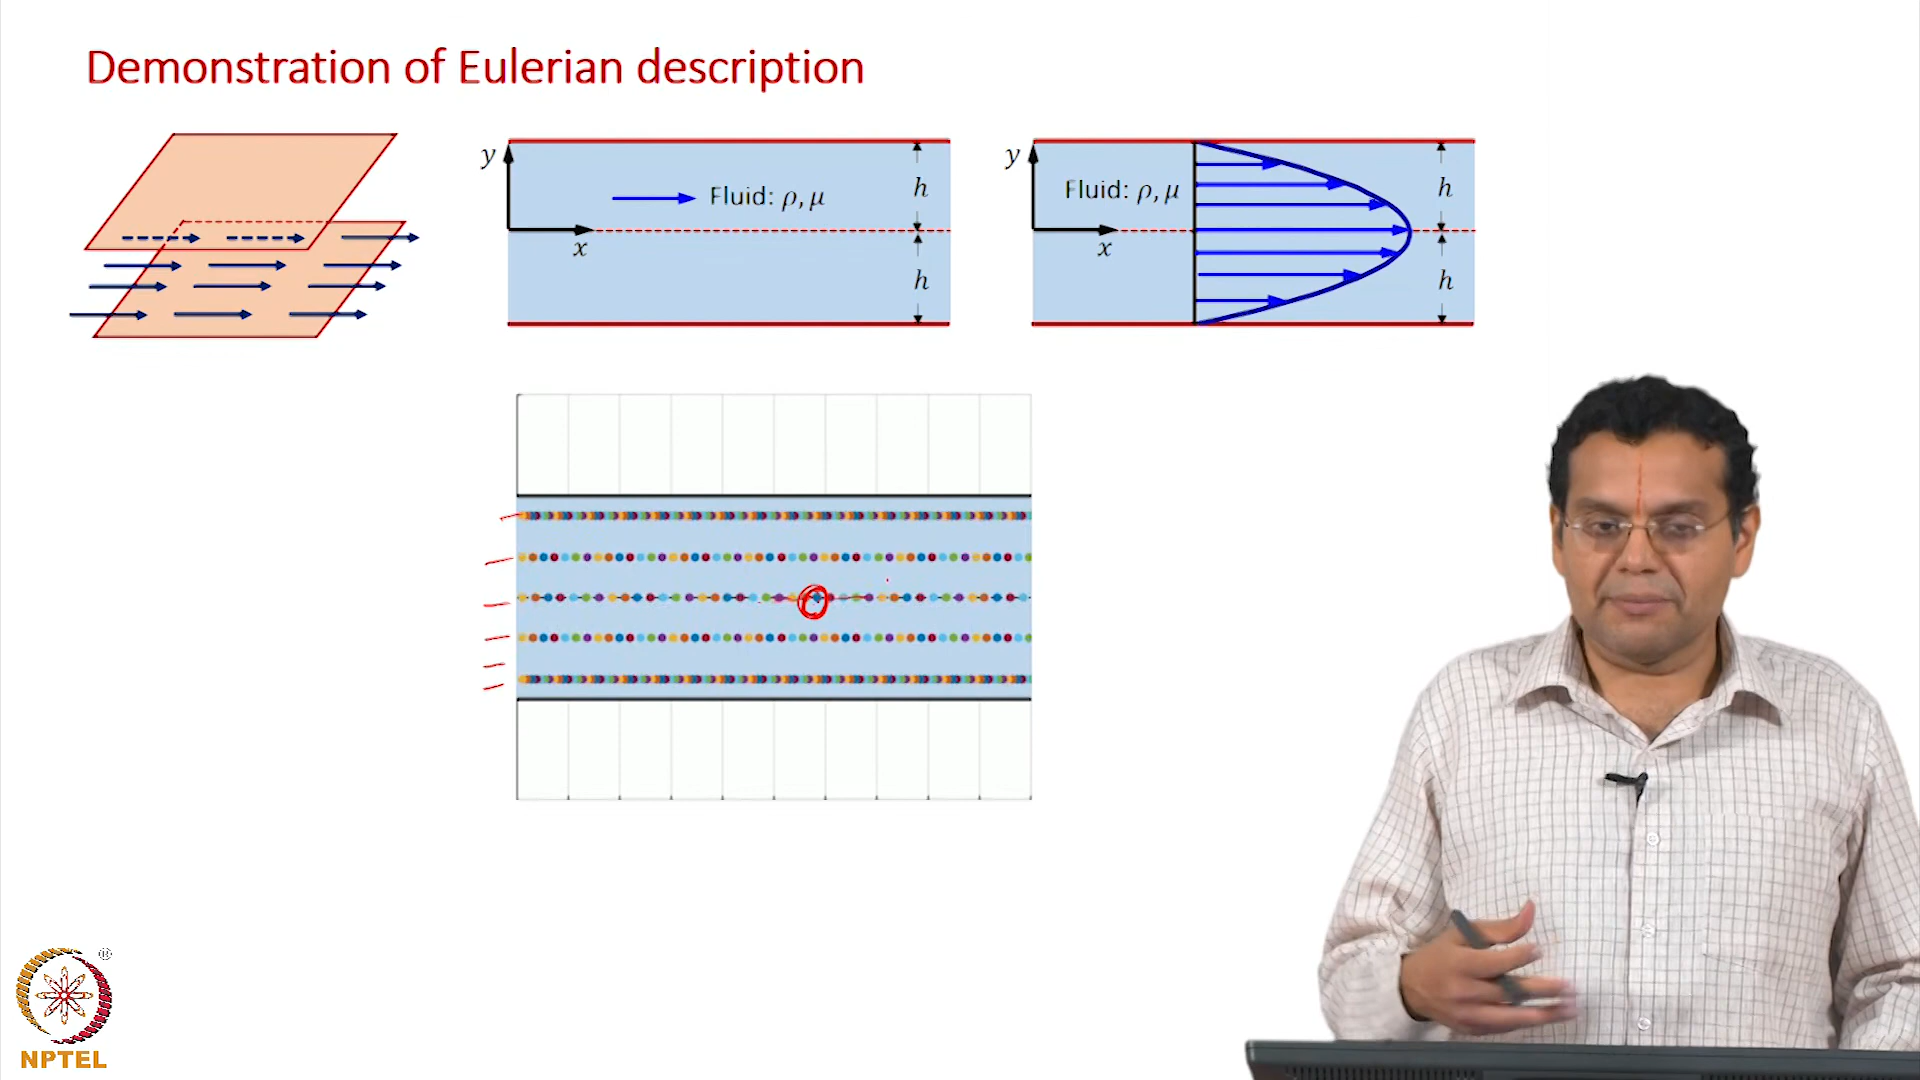 Demonstration of Eulerian description
y
Fluid: ρ, μ
x
h
h
y
Fluid: ρ, μ
x
h
h
®
NPTEL